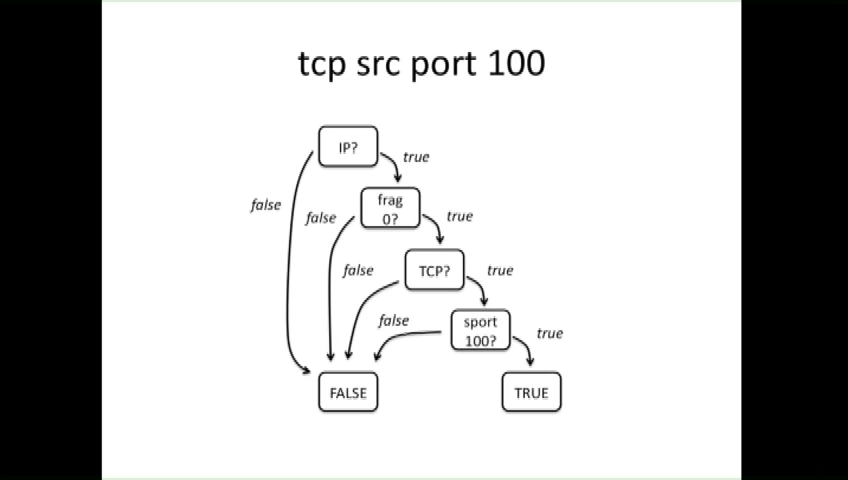 tcp src port 100
IP?
true
false
frag
0?
false
true
TCP?
false
true
sport
100?
false
true
FALSE
TRUE